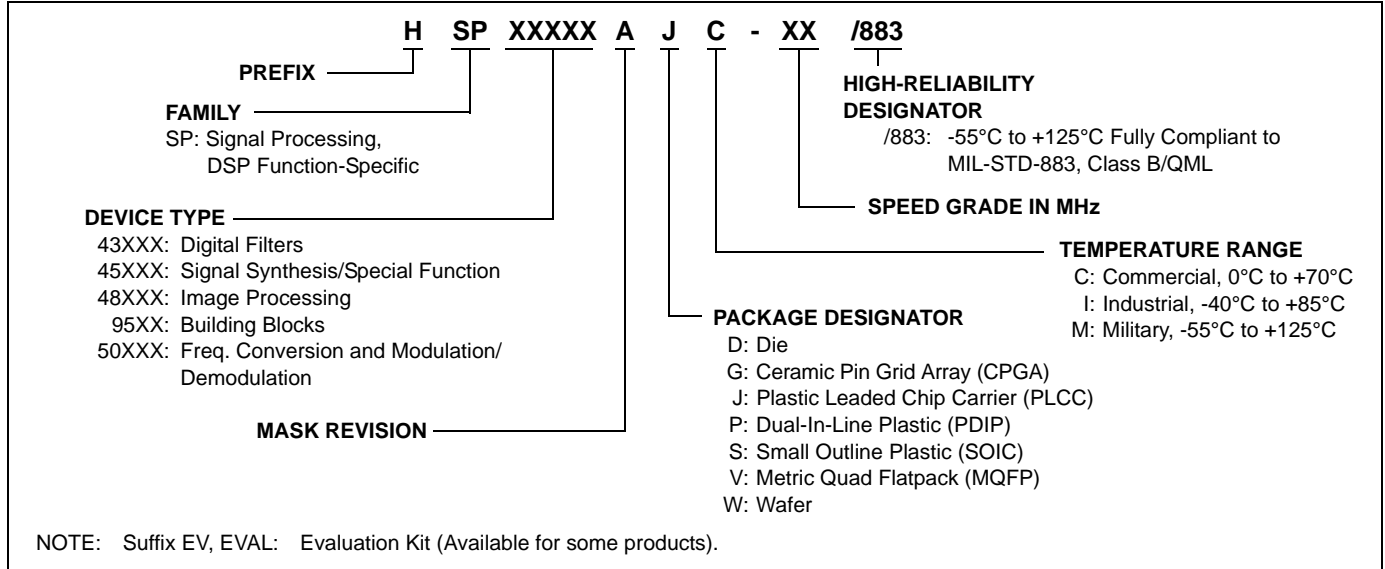 H SP XXXXX A J C - XX /883
PREFIX
FAMILY
SP: Signal Processing,
DSP Function-Specific
DEVICE TYPE
43XXX: Digital Filters
45XXX: Signal Synthesis/Special Function
48XXX: Image Processing
95XX: Building Blocks
50XXX: Freq. Conversion and Modulation/
Demodulation
MASK REVISION
HIGH-RELIABILITY
DESIGNATOR
/883: -55°C to +125°C Fully Compliant to
MIL-STD-883, Class B/QML
SPEED GRADE IN MHz
TEMPERATURE RANGE
C: Commercial, 0°C to +70°C
I: Industrial, -40°C to +85°C
M: Military, -55°C to +125°C
PACKAGE DESIGNATOR
D: Die
G: Ceramic Pin Grid Array (CPGA)
J: Plastic Leaded Chip Carrier (PLCC)
P: Dual-In-Line Plastic (PDIP)
S: Small Outline Plastic (SOIC)
V: Metric Quad Flatpack (MQFP)
W: Wafer
NOTE: Suffix EV, EVAL: Evaluation Kit (Available for some products).